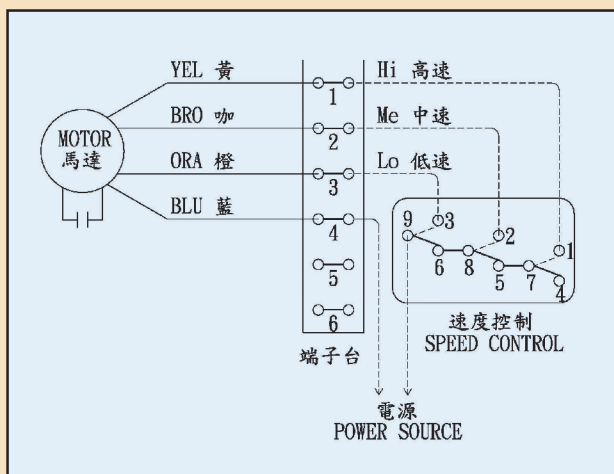 YEL 黃
Hi 高速
1
BRO 咖
Me 中速
2
MOTOR
馬達
ORA 橙
Lo 低速
3
BLU 藍
4
9
3
2
1
6
8
5
7
4
5
6
端子台
速度控制
SPEED CONTROL
電源
POWER SOURCE